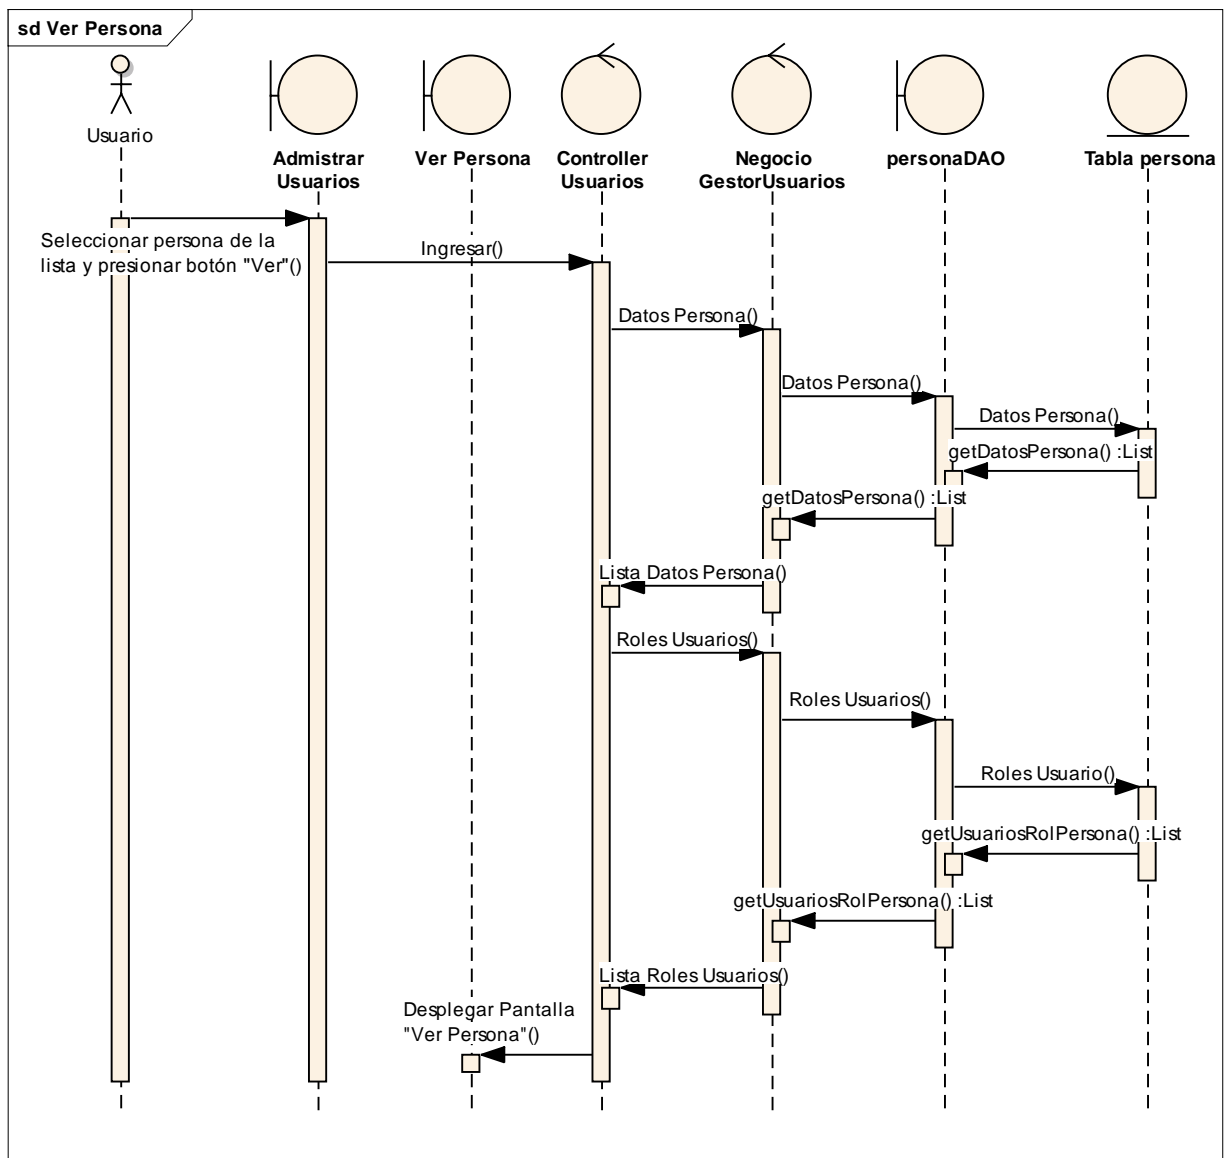 sd Ver Persona
Usuario
Admistrar
Usuarios
Ver Persona
Controller
Usuarios
Negocio
GestorUsuarios
personaDAO
Tabla persona
Seleccionar persona de la
lista y presionar botón "Ver"()
Ingresar()
Datos Persona()
Datos Persona()
Datos Persona()
getDatosPersona() :List
getDatosPersona() :List
Lista Datos Persona()
Roles Usuarios()
Roles Usuarios()
Roles Usuario()
getUsuariosRolPersona() :List
getUsuariosRolPersona() :List
Lista Roles Usuarios()
Desplegar Pantalla
"Ver Persona"()